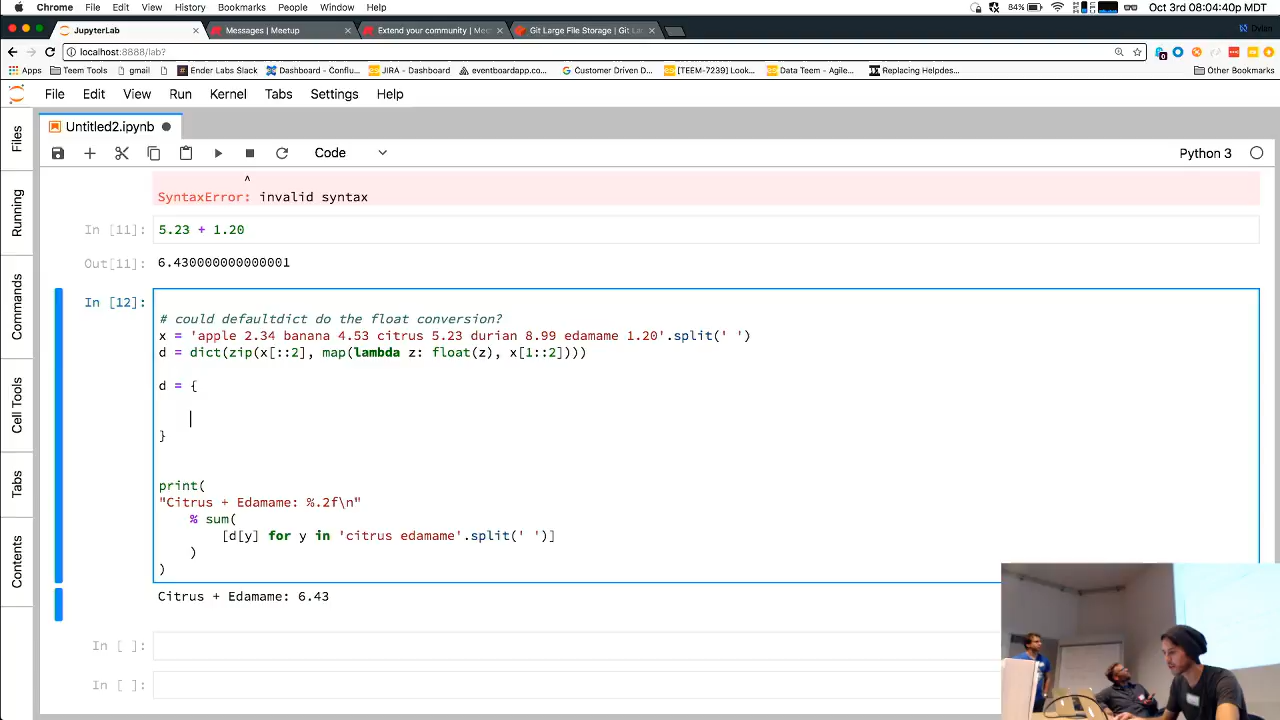 Chrome File Edit View History Bookmarks People Window Help 84% Oct 3rd 08:04:40p MDT
JupyterLab Messages | Meetup Extend your community | Mee Git Large File Storage | Git La Dylan
localhost:8888/lab?
Apps Teem Tools gmail Ender Labs Slack Dashboard - Conflu... JIRA - Dashboard eventboardapp.co... Customer Driven D... [TEEM-7239] Look... Data Teem - Agile... Replacing Helpdes... Other Bookmarks
File Edit View Run Kernel Tabs Settings Help
Files
Running
Commands
Cell Tools
Tabs
Contents
Untitled2.ipynb
Code Python 3
^
SyntaxError: invalid syntax
In [11]: 5.23 + 1.20
Out[11]: 6.430000000000001
In [12]:
# could defaultdict do the float conversion?
x = 'apple 2.34 banana 4.53 citrus 5.23 durian 8.99 edamame 1.20'.split(' ')
d = dict(zip(x[::2], map(lambda z: float(z), x[1::2])))
d = {
}
print(
"Citrus + Edamame: %.2f\n"
% sum(
[d[y] for y in 'citrus edamame'.split(' ')]
)
)
Citrus + Edamame: 6.43
In [ ]:
In [ ]: